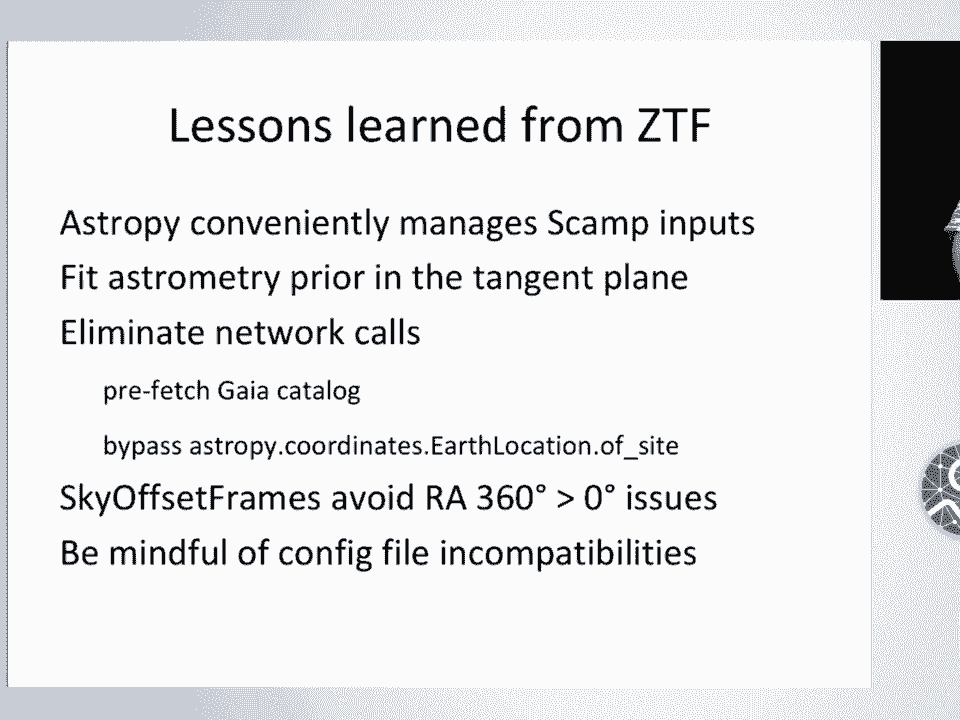 Lessons learned from ZTF
Astropy conveniently manages Scamp inputs
Fit astrometry prior in the tangent plane
Eliminate network calls
pre-fetch Gaia catalog
bypass astropy.coordinates.EarthLocation.of_site
SkyOffsetFrames avoid RA 360° > 0° issues
Be mindful of config file incompatibilities